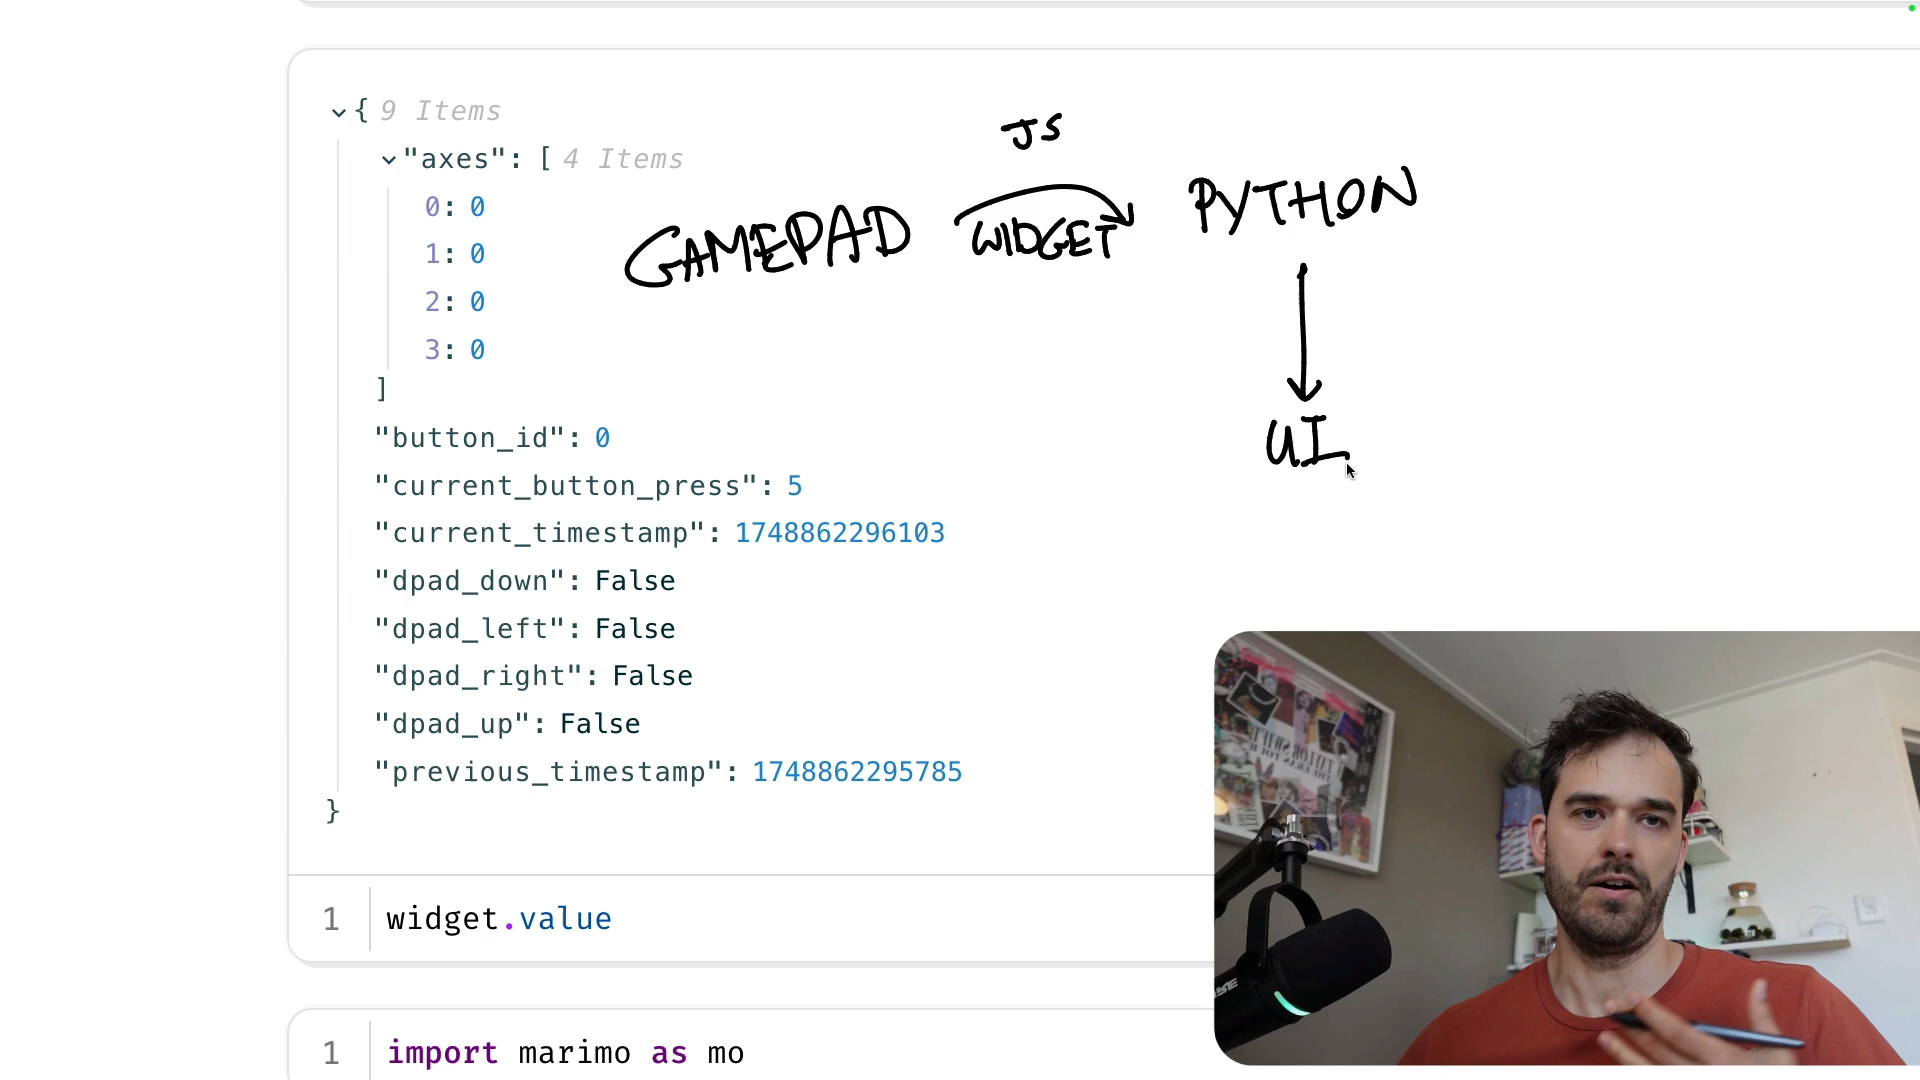 { 9 Items
"axes": [ 4 Items
0: 0
1: 0
2: 0
3: 0
]
"button_id": 0
"current_button_press": 5
"current_timestamp": 1748862296103
"dpad_down": False
"dpad_left": False
"dpad_right": False
"dpad_up": False
"previous_timestamp": 1748862295785
}
JS
GAMEPAD
WIDGET
PYTHON
UI
1 widget.value
1 import marimo as mo
TAYLOR SWIFT